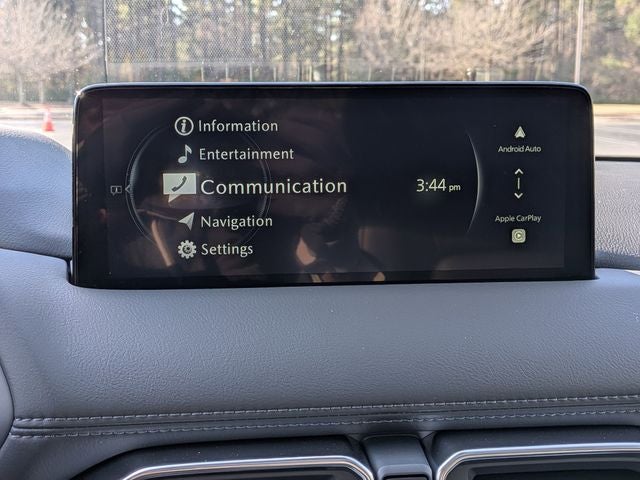 Information
Entertainment
Communication
Navigation
Settings
3:44 pm
Android Auto
Apple CarPlay